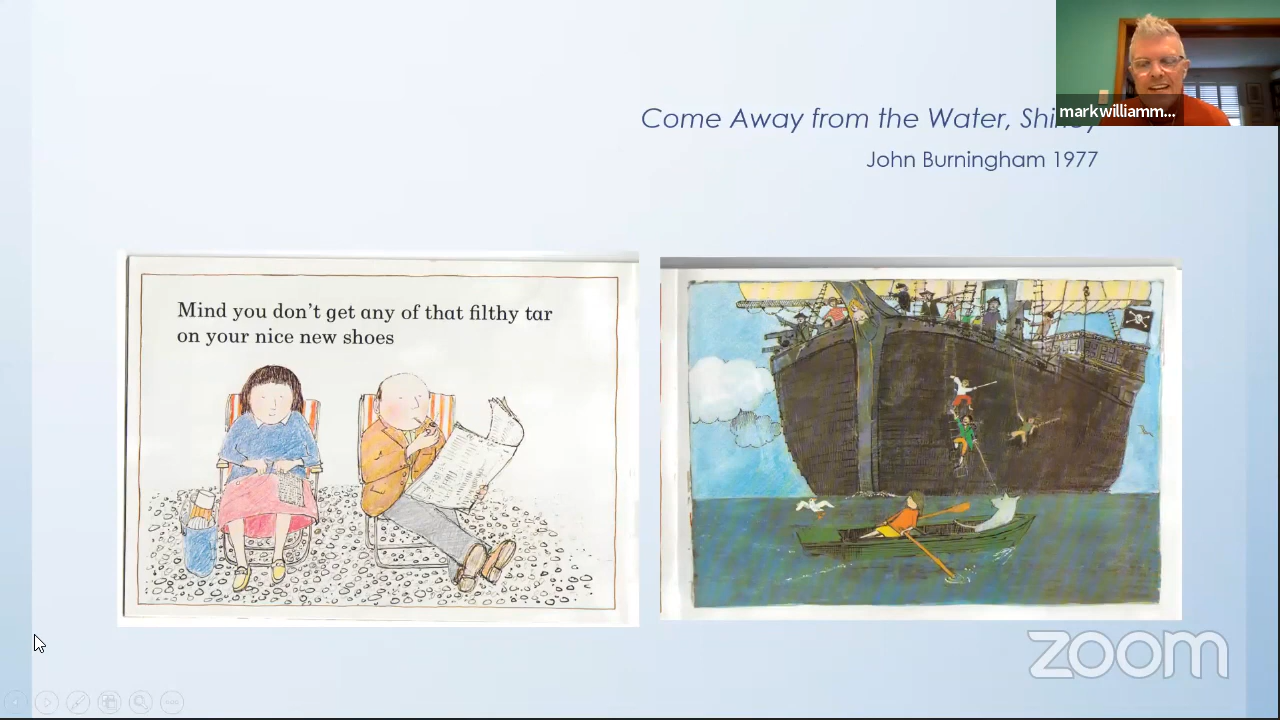 Come Away from the Water,
markwilliamm...
John Burningham 1977
Mind you don't get any of that filthy tar
on your nice new shoes
zoom